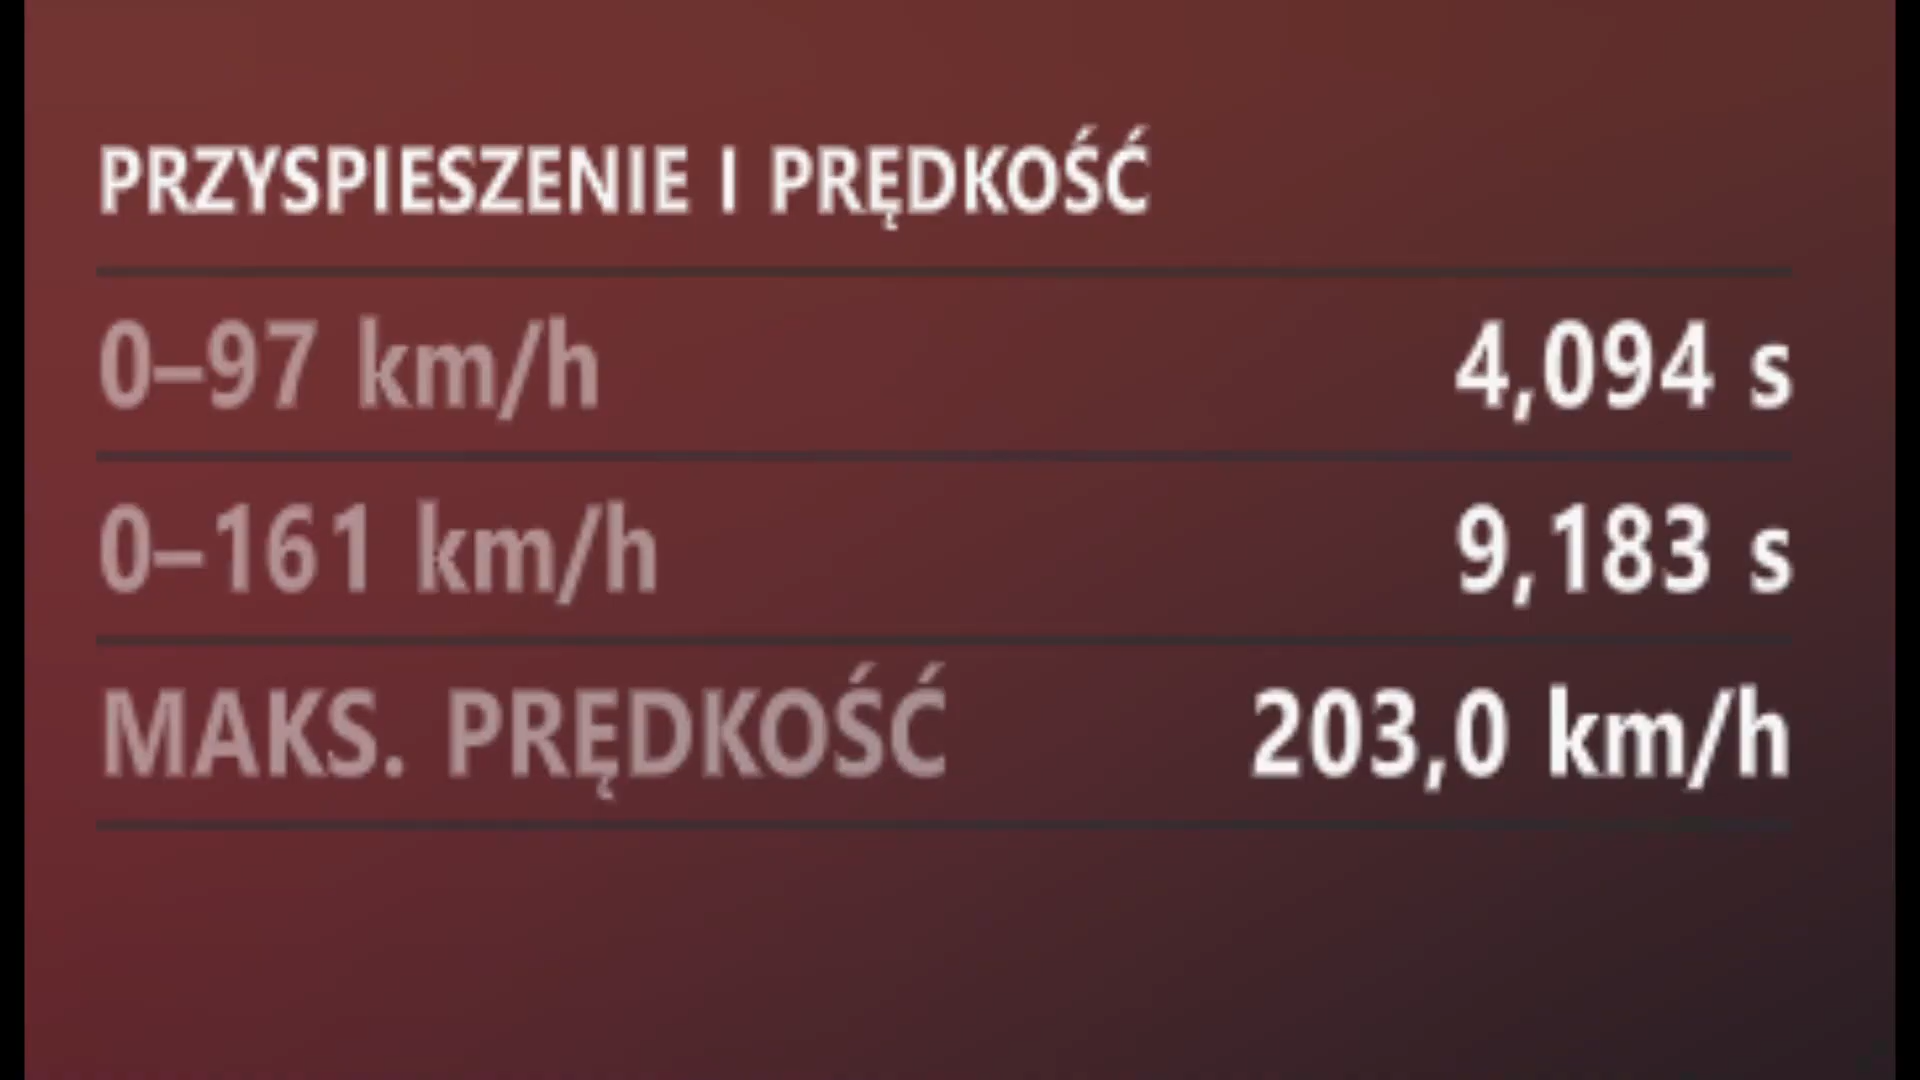 PRZYSPIESZENIE I PRĘDKOŚĆ
0–97 km/h 4,094 s
0–161 km/h 9,183 s
MAKS. PRĘDKOŚĆ 203,0 km/h